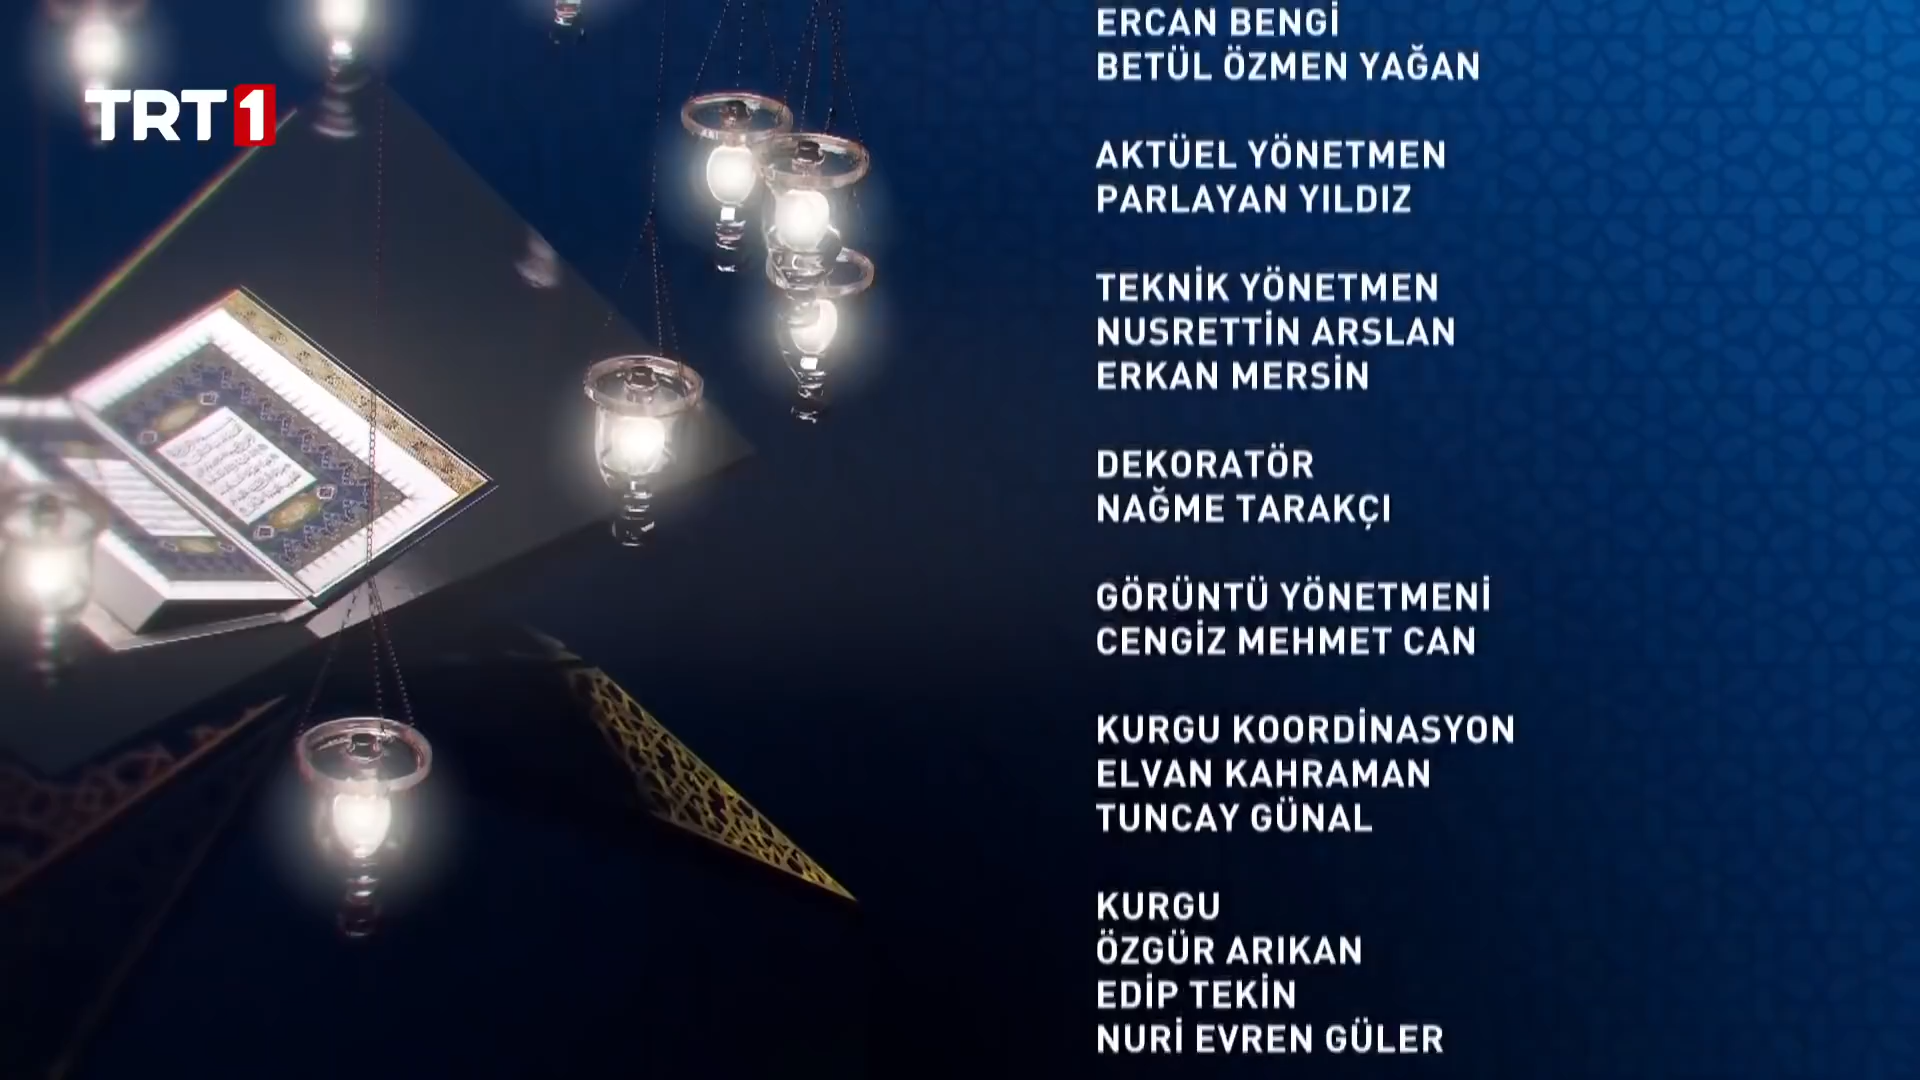 TRT 1
ERCAN BENGİ
BETÜL ÖZMEN YAĞAN
AKTÜEL YÖNETMEN
PARLAYAN YILDIZ
TEKNİK YÖNETMEN
NUSRETTİN ARSLAN
ERKAN MERSİN
DEKORATÖR
NAĞME TARAKÇI
GÖRÜNTÜ YÖNETMENİ
CENGİZ MEHMET CAN
KURGU KOORDİNASYON
ELVAN KAHRAMAN
TUNCAY GÜNAL
KURGU
ÖZGÜR ARIKAN
EDİP TEKİN
NURİ EVREN GÜLER